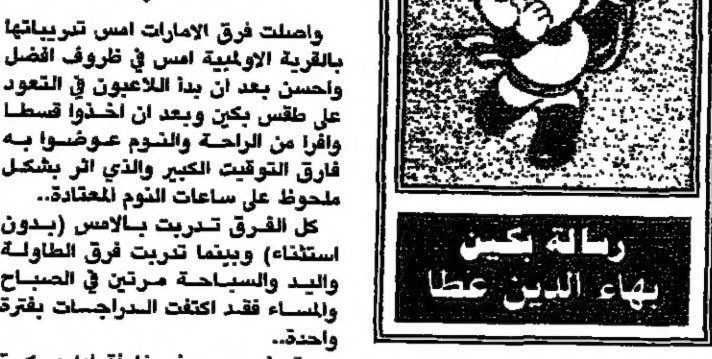 واصلت فرق الامارات امس تدريباتها
بالقرية الاولمبية امس في ظروف افضل
واحسن بعد أن بدأ اللاعبون في التعود
على طقس بكين وبعد ان اخذوا قسطا
وافرا من الراحة والنوم عوضوا به
فارق التوقيت الكبير والذي اثر بشكل
ملحوظ على ساعات النوم المعتادة..
كل الفرق تدربت بالامس (بدون
استثناء) وبينما تدربت فرق الطاولة
واليد والسباحة مرتين في الصباح
والمساء فقد اكتفت الدراجات بفترة
واحدة..
رسالة بكين
بهاء الدين عطا